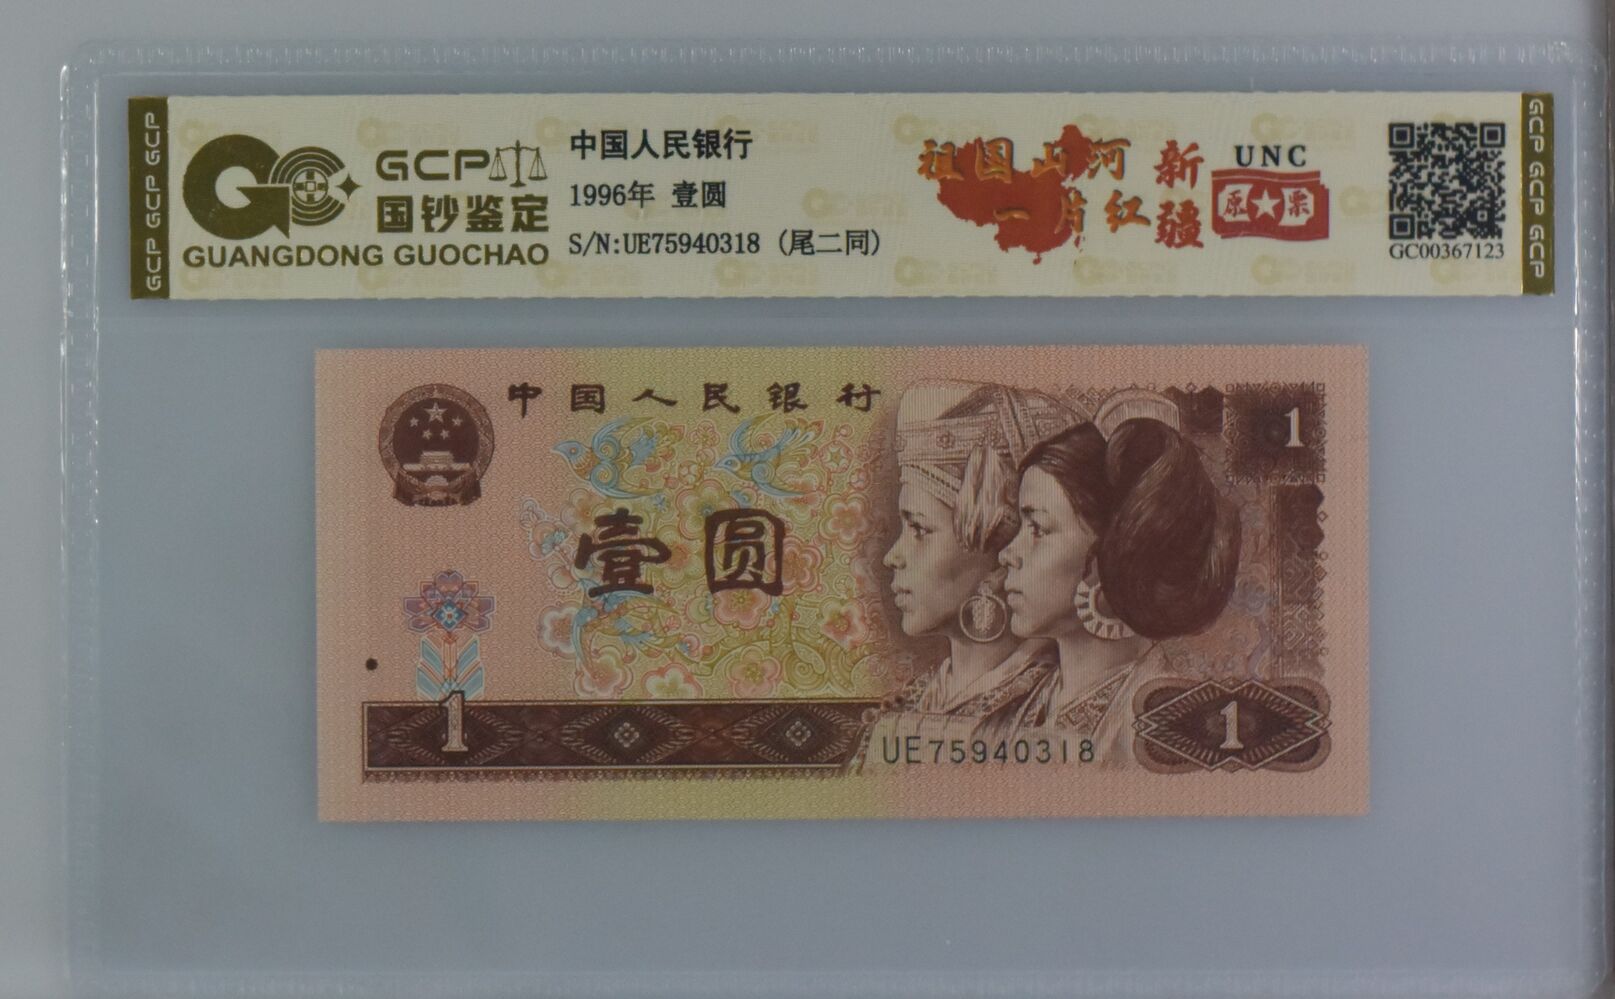 GCP GCP GCP
GCP
国钞鉴定
GUANGDONG GUOCHAO
中国人民银行
1996年 壹圆
S/N:UE75940318 (尾二同)
祖国山河
一片红
新疆
UNC
原★票
GC00367123
GCP GCP GCP
中国人民银行
1
壹圆
1
UE75940318
1